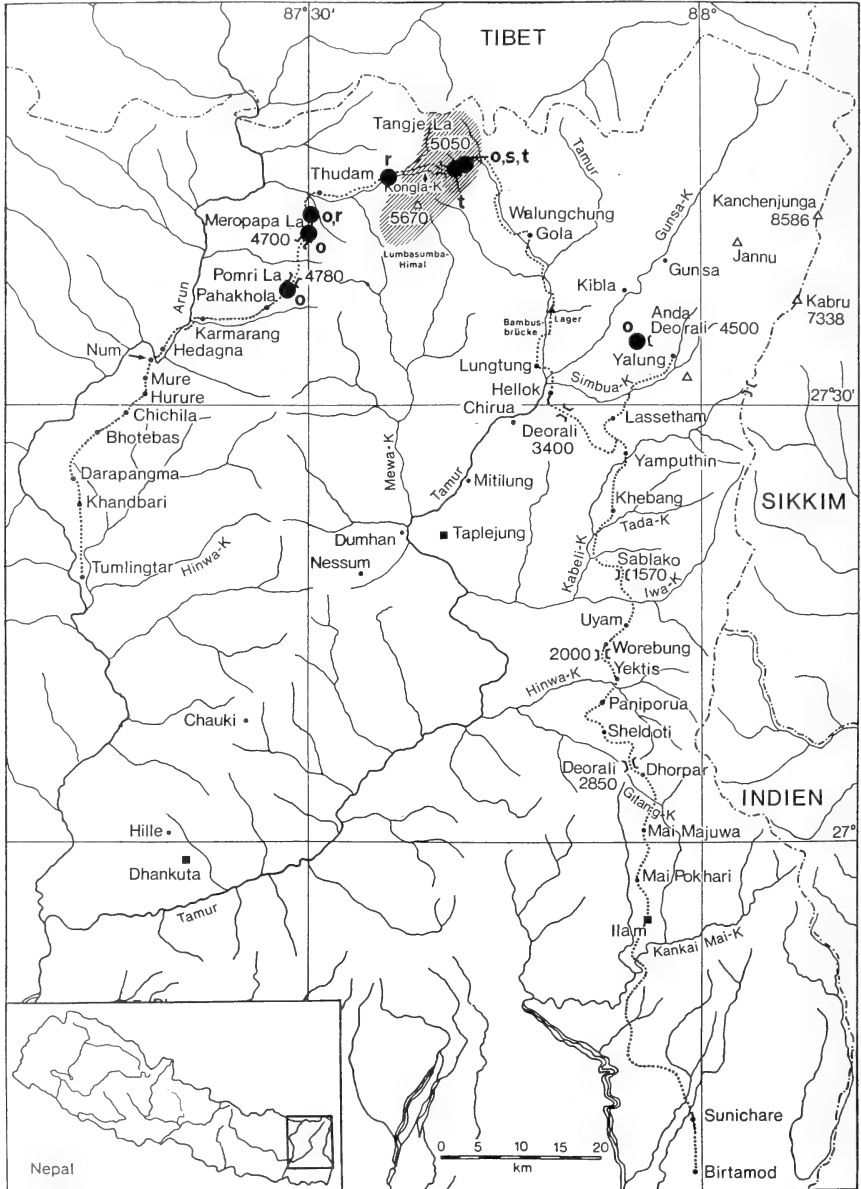 87°30'
88°
TIBET
Tangje La
5050
o,s,t
r
Thudam
Kongla-K
t
5670
Tamur
Gunsa-K
Kanchenjunga
8586
Meropapa La
4700
o,r
o
Walungchung
Gola
Jannu
Lumbasumba-
Himal
Pomri La
4780
Gunsa
Pahakhola
o
Kibla
Kabru
7338
Arun
Karmarang
Bambus-
brücke
Lager
o
Anda
Deorali 4500
Num
Hedagna
Yalung
Lungtung
Mure
Simbua-K
Hurure
Hellok
27°30'
Chichila
Chirua
Lassetham
Bhotebas
Deorali
3400
Mewa-K
Yamputhin
Darapangma
Tamur
Mitilung
Khandbari
Khebang
SIKKIM
Tada-K
Dumhan
Taplejung
Kabeli-K
Hinwa-K
Nessum
Sablako
1570
Tumlingtar
Iwa-K
Uyam
Worebung
2000
Yektis
Hinwa-K
Paniporua
Chauki
Sheldoti
Deorali
2850
Dhorpar
Gitang-K
INDIEN
Hille
Mai Majuwa
27°
Dhankuta
Mai Pokhari
Tamur
Ilam
Kankai Mai-K
Sunichare
0 5 10 15 20
km
Nepal
Birtamod